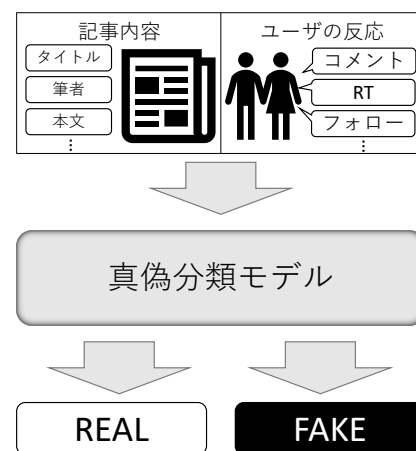 記事内容
タイトル
筆者
本文
⋮
ユーザの反応
コメント
RT
フォロー
⋮
真偽分類モデル
REAL
FAKE